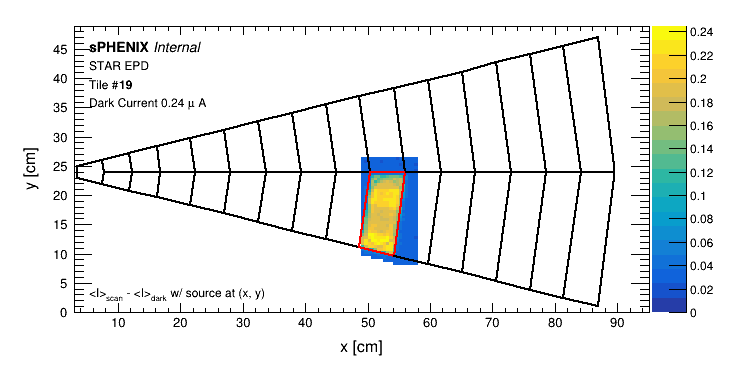 sPHENIX Internal
STAR EPD
Tile #19
Dark Current 0.24 μ A
<I>scan - <I>dark w/ source at (x, y)
y [cm]
45
40
35
30
25
20
15
10
5
0
10 20 30 40 50 60 70 80 90
x [cm]
0.24
0.22
0.2
0.18
0.16
0.14
0.12
0.1
0.08
0.06
0.04
0.02
0